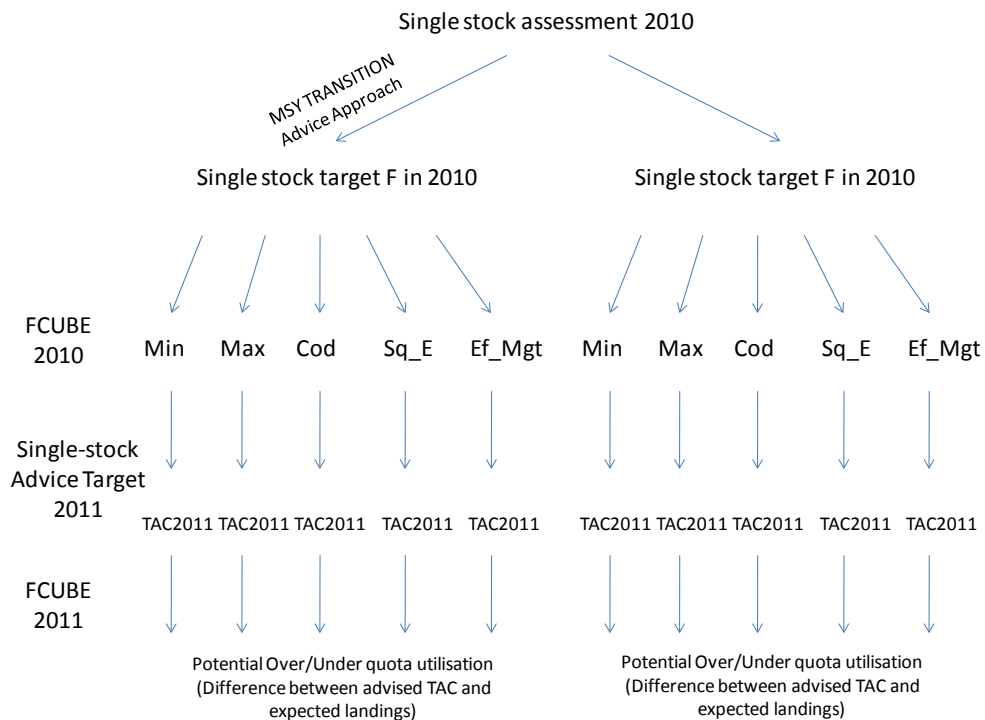 Single stock assessment 2010
MSY TRANSITION
Advice Approach
Single stock target F in 2010
Single stock target F in 2010
FCUBE
2010
Min Max Cod Sq_E Ef_Mgt Min Max Cod Sq_E Ef_Mgt
Single-stock
Advice Target
2011
TAC2011 TAC2011 TAC2011 TAC2011 TAC2011 TAC2011 TAC2011 TAC2011 TAC2011 TAC2011
FCUBE
2011
Potential Over/Under quota utilisation
(Difference between advised TAC and
expected landings)
Potential Over/Under quota utilisation
(Difference between advised TAC and
expected landings)